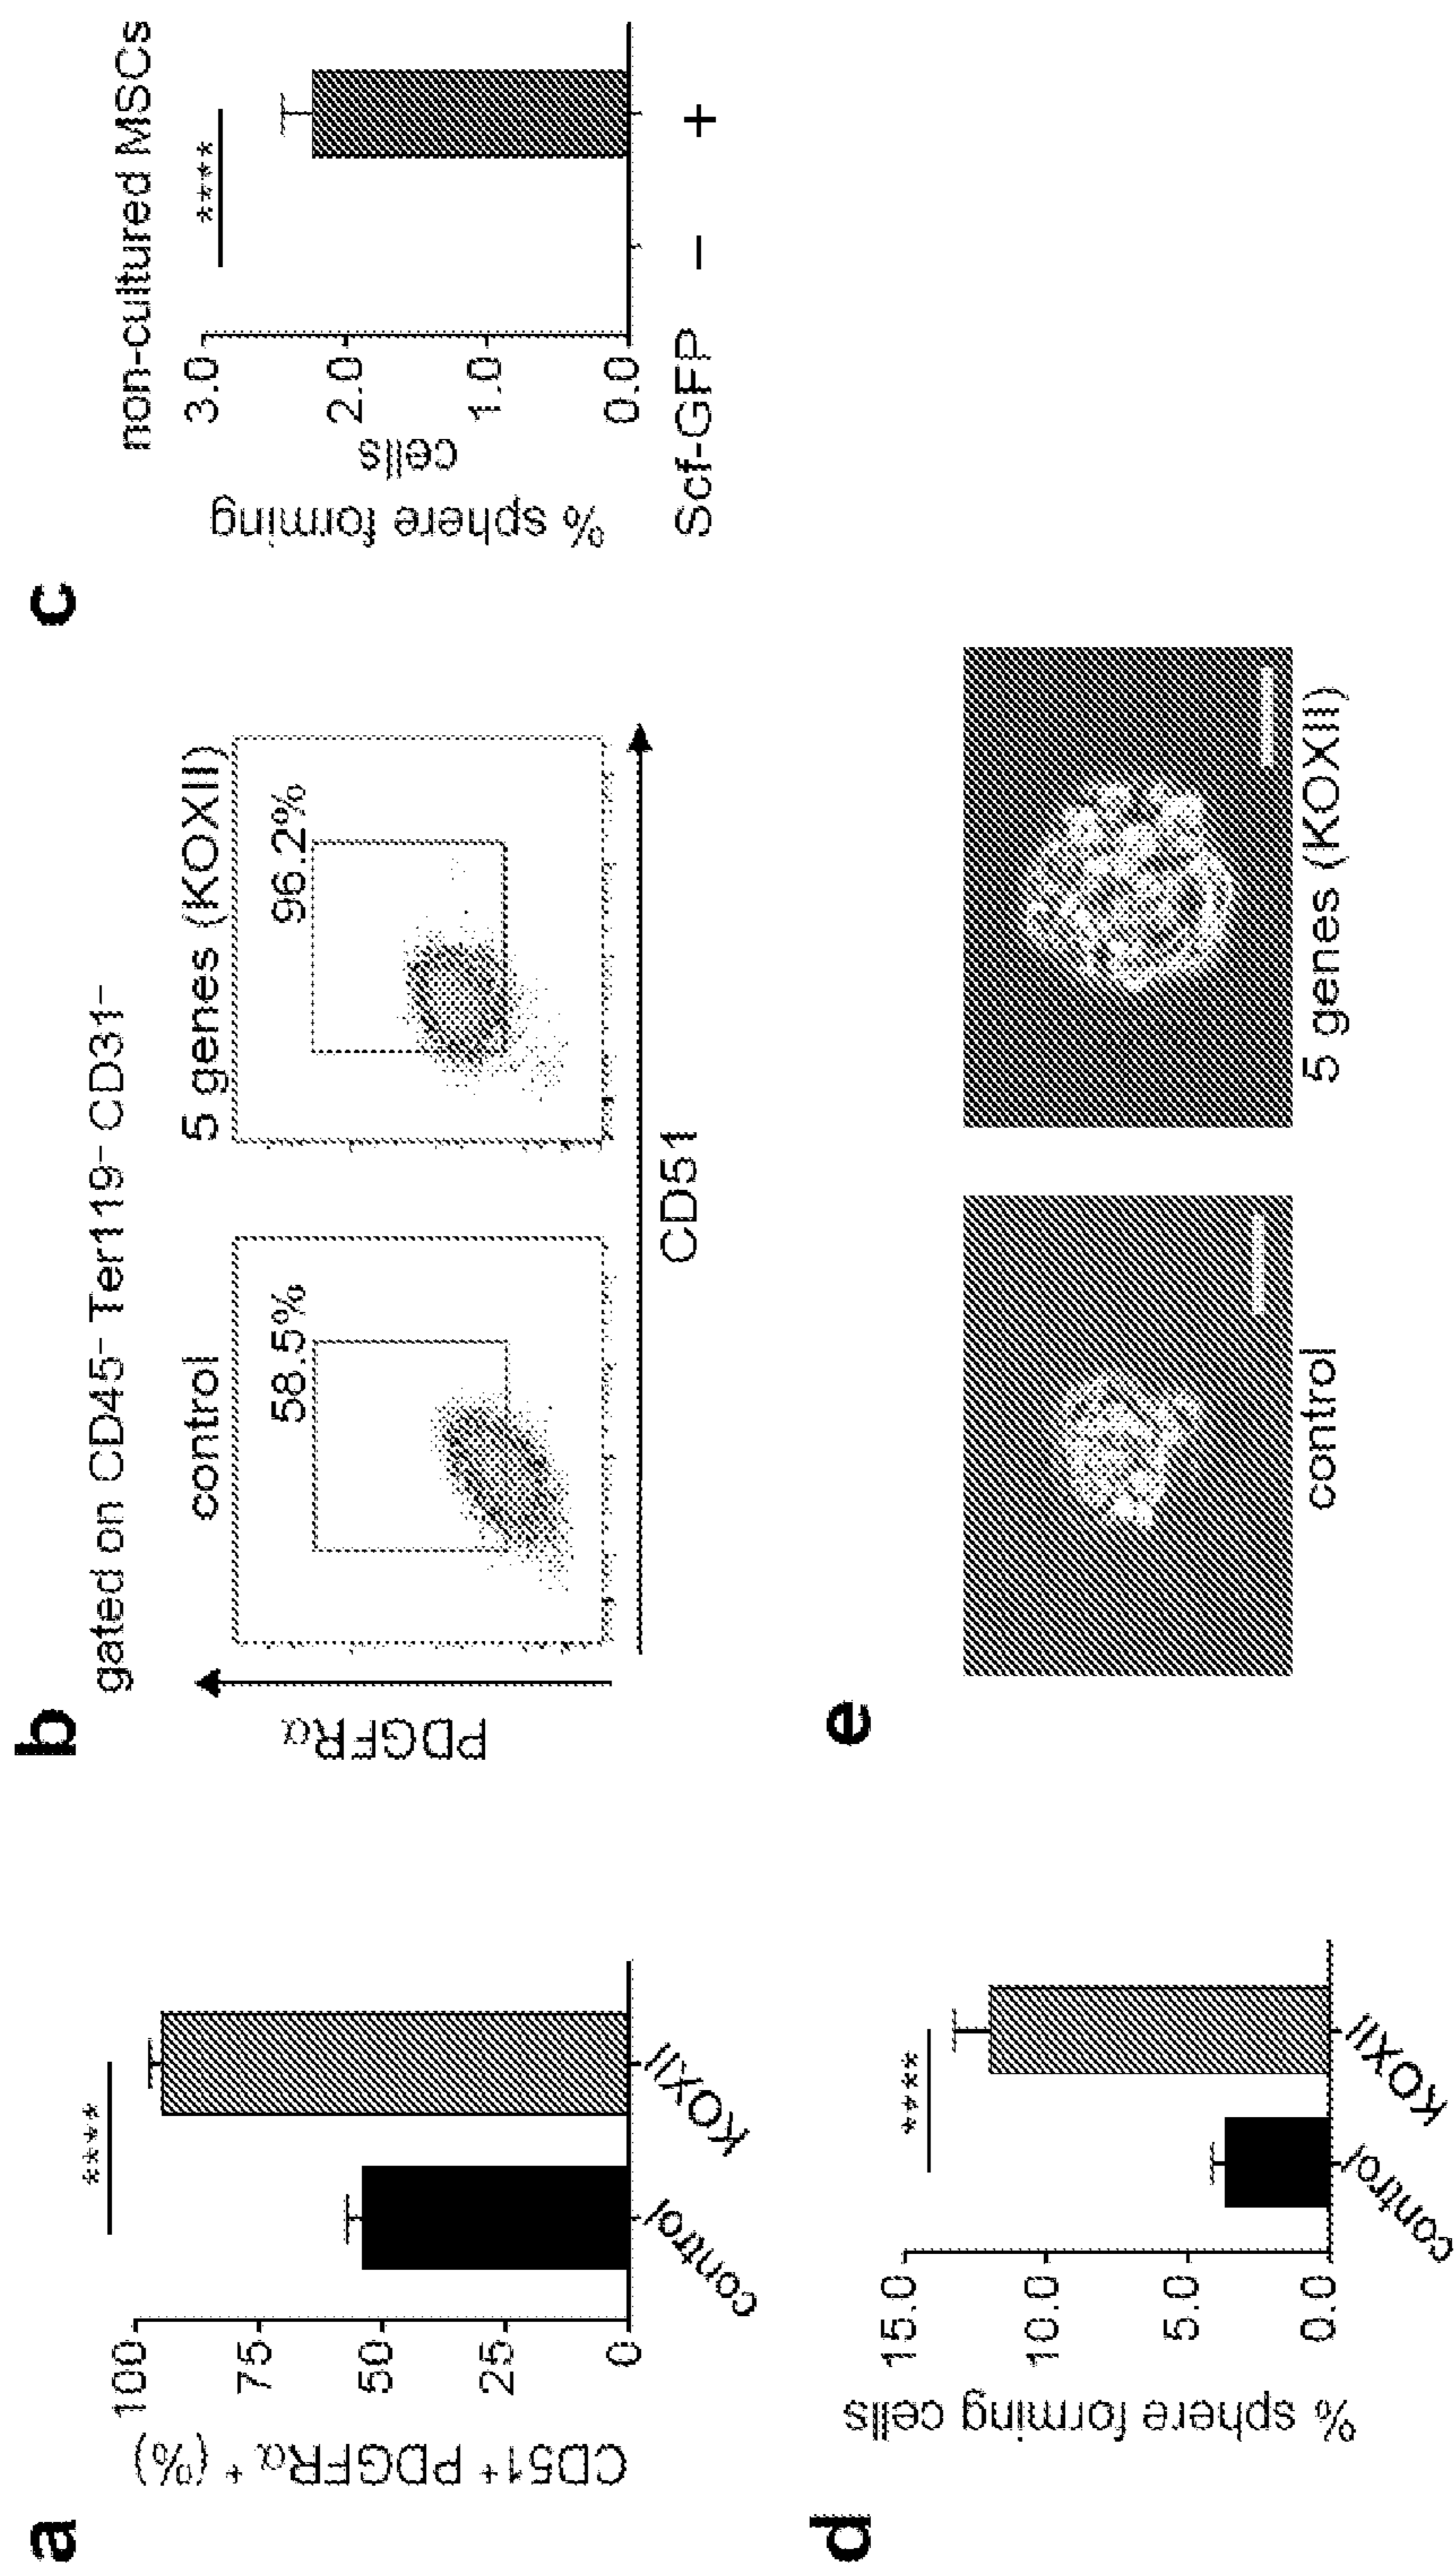 a
CD51⁺ PDGFRα⁺ (%)
100
75
50
25
0
****
control
KOXII
b
gated on CD45⁻ Ter119⁻ CD31⁻
control
5 genes (KOXII)
58.5%
96.2%
PDGFRα
CD51
c
non-cultured MSCs
****
% sphere forming
cells
3.0
2.0
1.0
0.0
Scf-GFP − +
d
% sphere forming cells
15.0
10.0
5.0
0.0
****
control
KOXII
e
control
5 genes (KOXII)